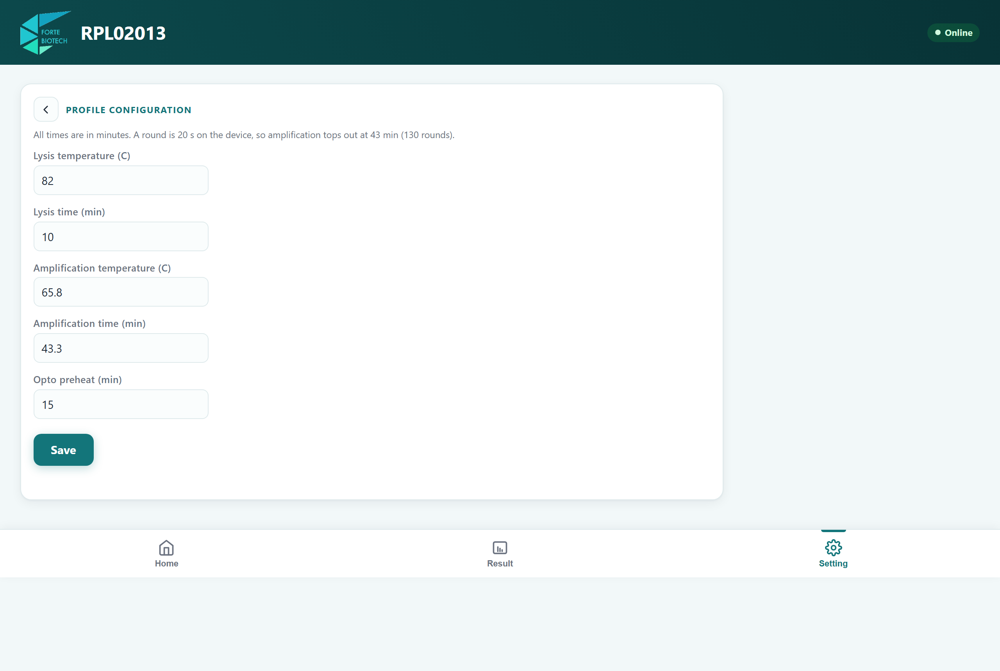 FORTE
BIOTECH
RPL02013
Online
PROFILE CONFIGURATION
All times are in minutes. A round is 20 s on the device, so amplification tops out at 43 min (130 rounds).
Lysis temperature (C)
82
Lysis time (min)
10
Amplification temperature (C)
65.8
Amplification time (min)
43.3
Opto preheat (min)
15
Save
Home
Result
Setting